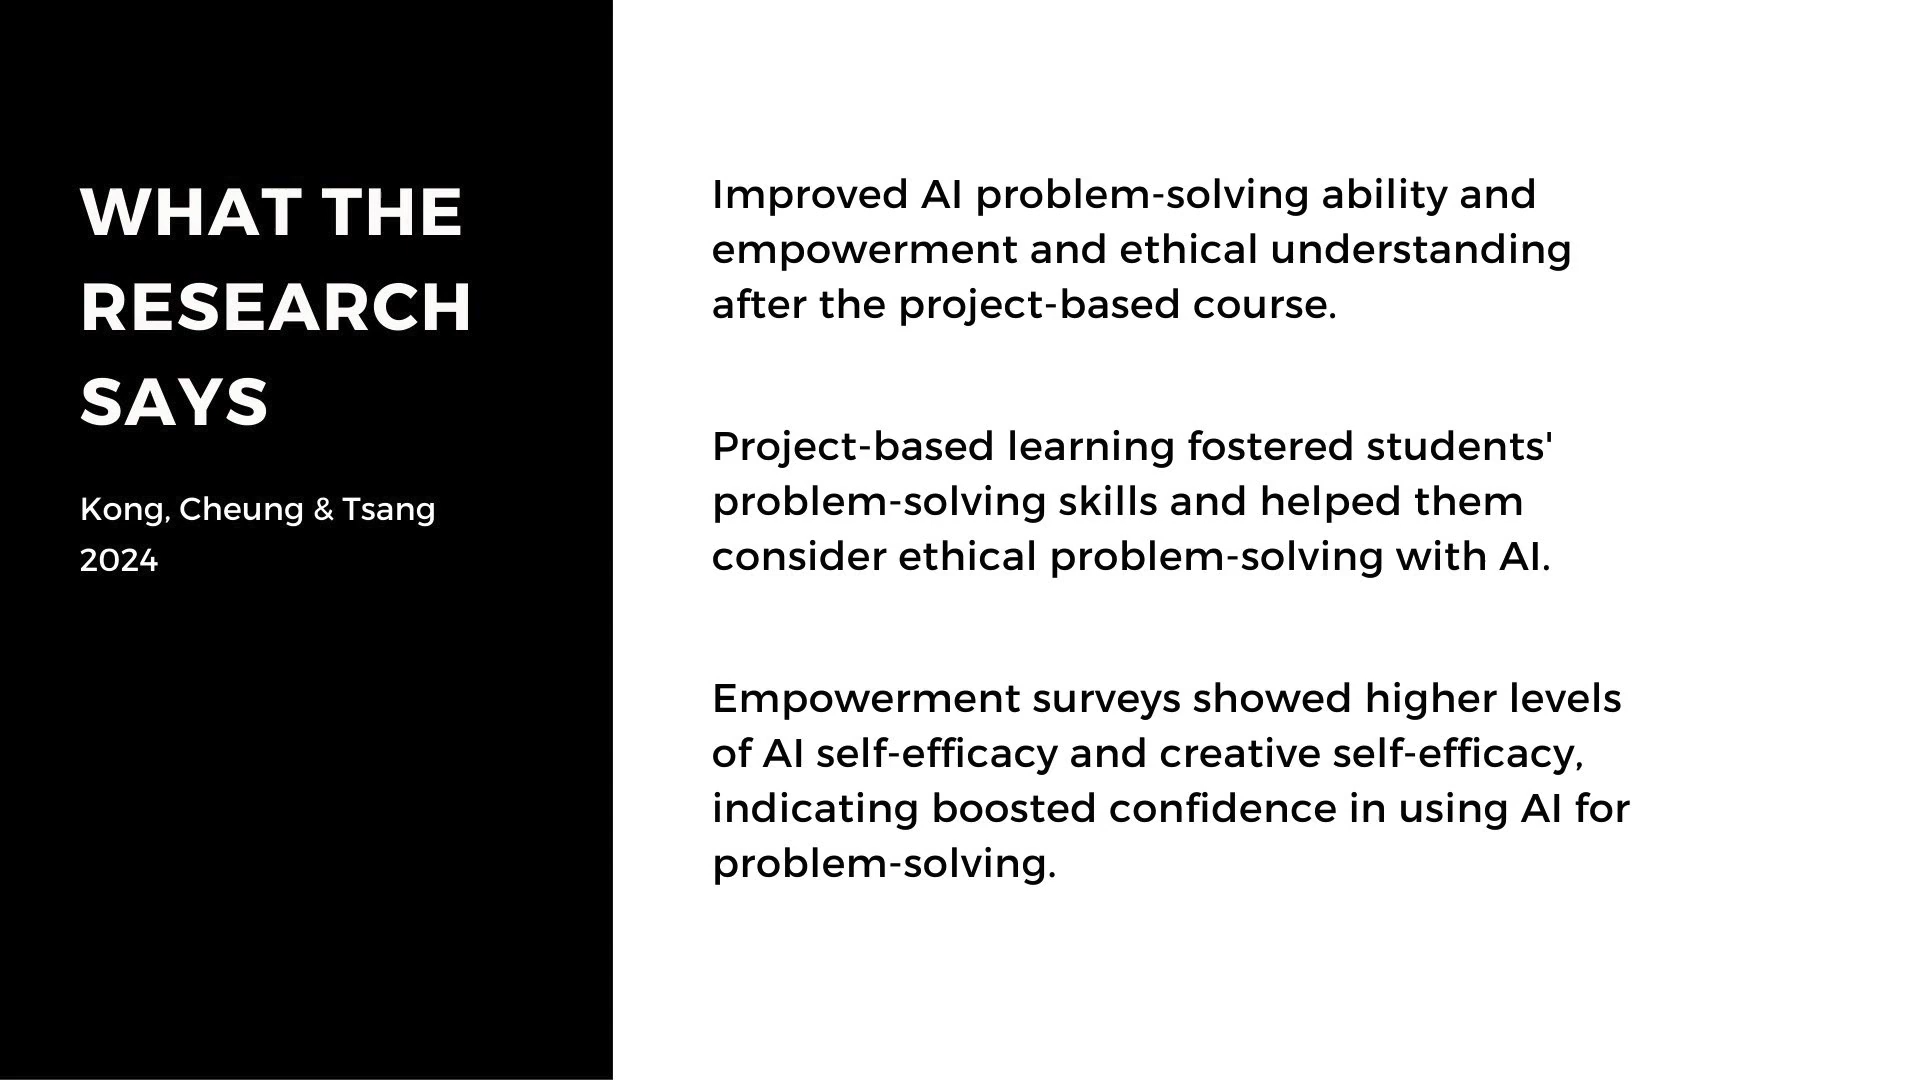 WHAT THE
RESEARCH
SAYS
Kong, Cheung & Tsang
2024
Improved AI problem-solving ability and
empowerment and ethical understanding
after the project-based course.
Project-based learning fostered students'
problem-solving skills and helped them
consider ethical problem-solving with AI.
Empowerment surveys showed higher levels
of AI self-efficacy and creative self-efficacy,
indicating boosted confidence in using AI for
problem-solving.